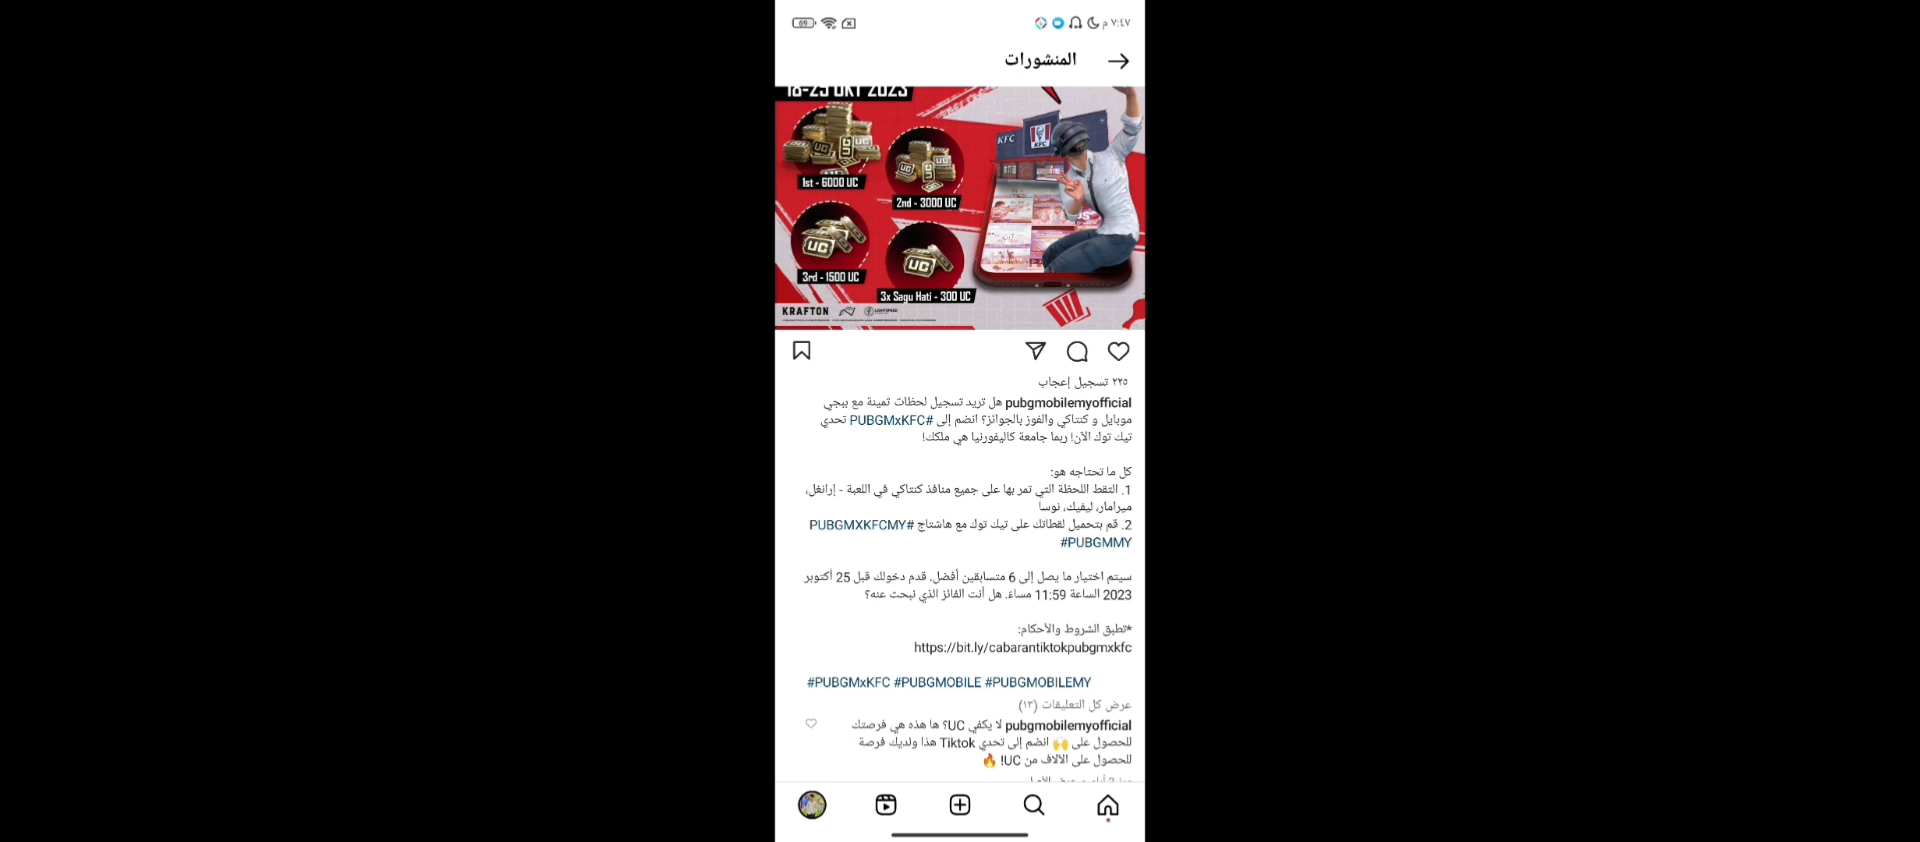 ٧:٤٧ م
69
المنشورات
18-25 OKT 2023
KFC
KFC
1st - 6000 UC
2nd - 3000 UC
3rd - 1500 UC
3x Sagu Hati - 300 UC
KRAFTON
LIGHTSPEED
٢٢٥ تسجيل إعجاب
pubgmobilemyofficial هل تريد تسجيل لحظات ثمينة مع ببجي
موبايل و كنتاكي والفوز بالجوائز؟ انضم إلى #PUBGMxKFC تحدي
تيك توك الآن! ربما جامعة كاليفورنيا هي ملكك!
كل ما تحتاجه هو:
1. التقط اللحظة التي تمر بها على جميع منافذ كنتاكي في اللعبة - إرانغل،
ميرامار، ليفيك، نوسا
2. قم بتحميل لقطاتك على تيك توك مع هاشتاج #PUBGMXKFCMY
#PUBGMMY
سيتم اختيار ما يصل إلى 6 متسابقين أفضل. قدم دخولك قبل 25 أكتوبر
2023 الساعة 11:59 مساءً. هل أنت الفائز الذي نبحث عنه؟
*تطبق الشروط والأحكام:
https://bit.ly/cabarantiktokpubgmxkfc
#PUBGMxKFC #PUBGMOBILE #PUBGMOBILEMY
عرض كل التعليقات (١٣)
pubgmobilemyofficial لا يكفي UC؟ ها هذه هي فرصتك
للحصول على 🙌 انضم إلى تحدي Tiktok هذا ولديك فرصة
للحصول على الآلاف من UC! 🔥